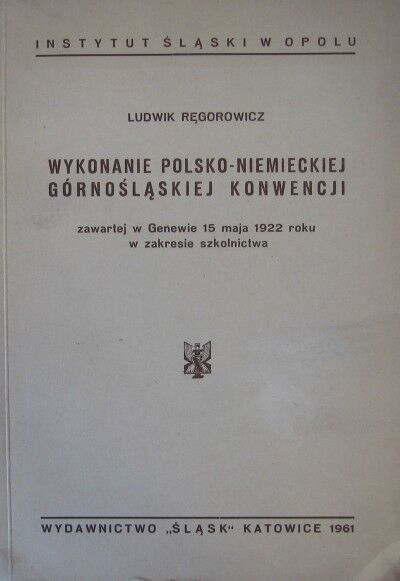 INSTYTUT ŚLĄSKI W OPOLU
LUDWIK RĘGOROWICZ
WYKONANIE POLSKO-NIEMIECKIEJ
GÓRNOŚLĄSKIEJ KONWENCJI
zawartej w Genewie 15 maja 1922 roku
w zakresie szkolnictwa
WYDAWNICTWO „ŚLĄSK" KATOWICE 1961